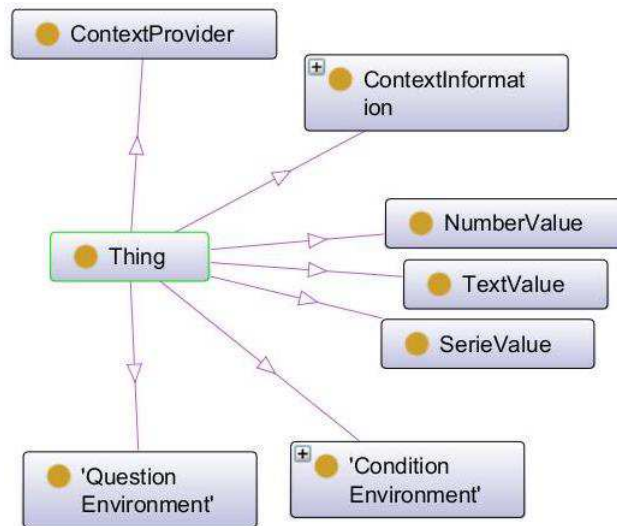 ContextProvider
ContextInformat
ion
NumberValue
Thing
TextValue
SerieValue
'Question
Environment'
'Condition
Environment'